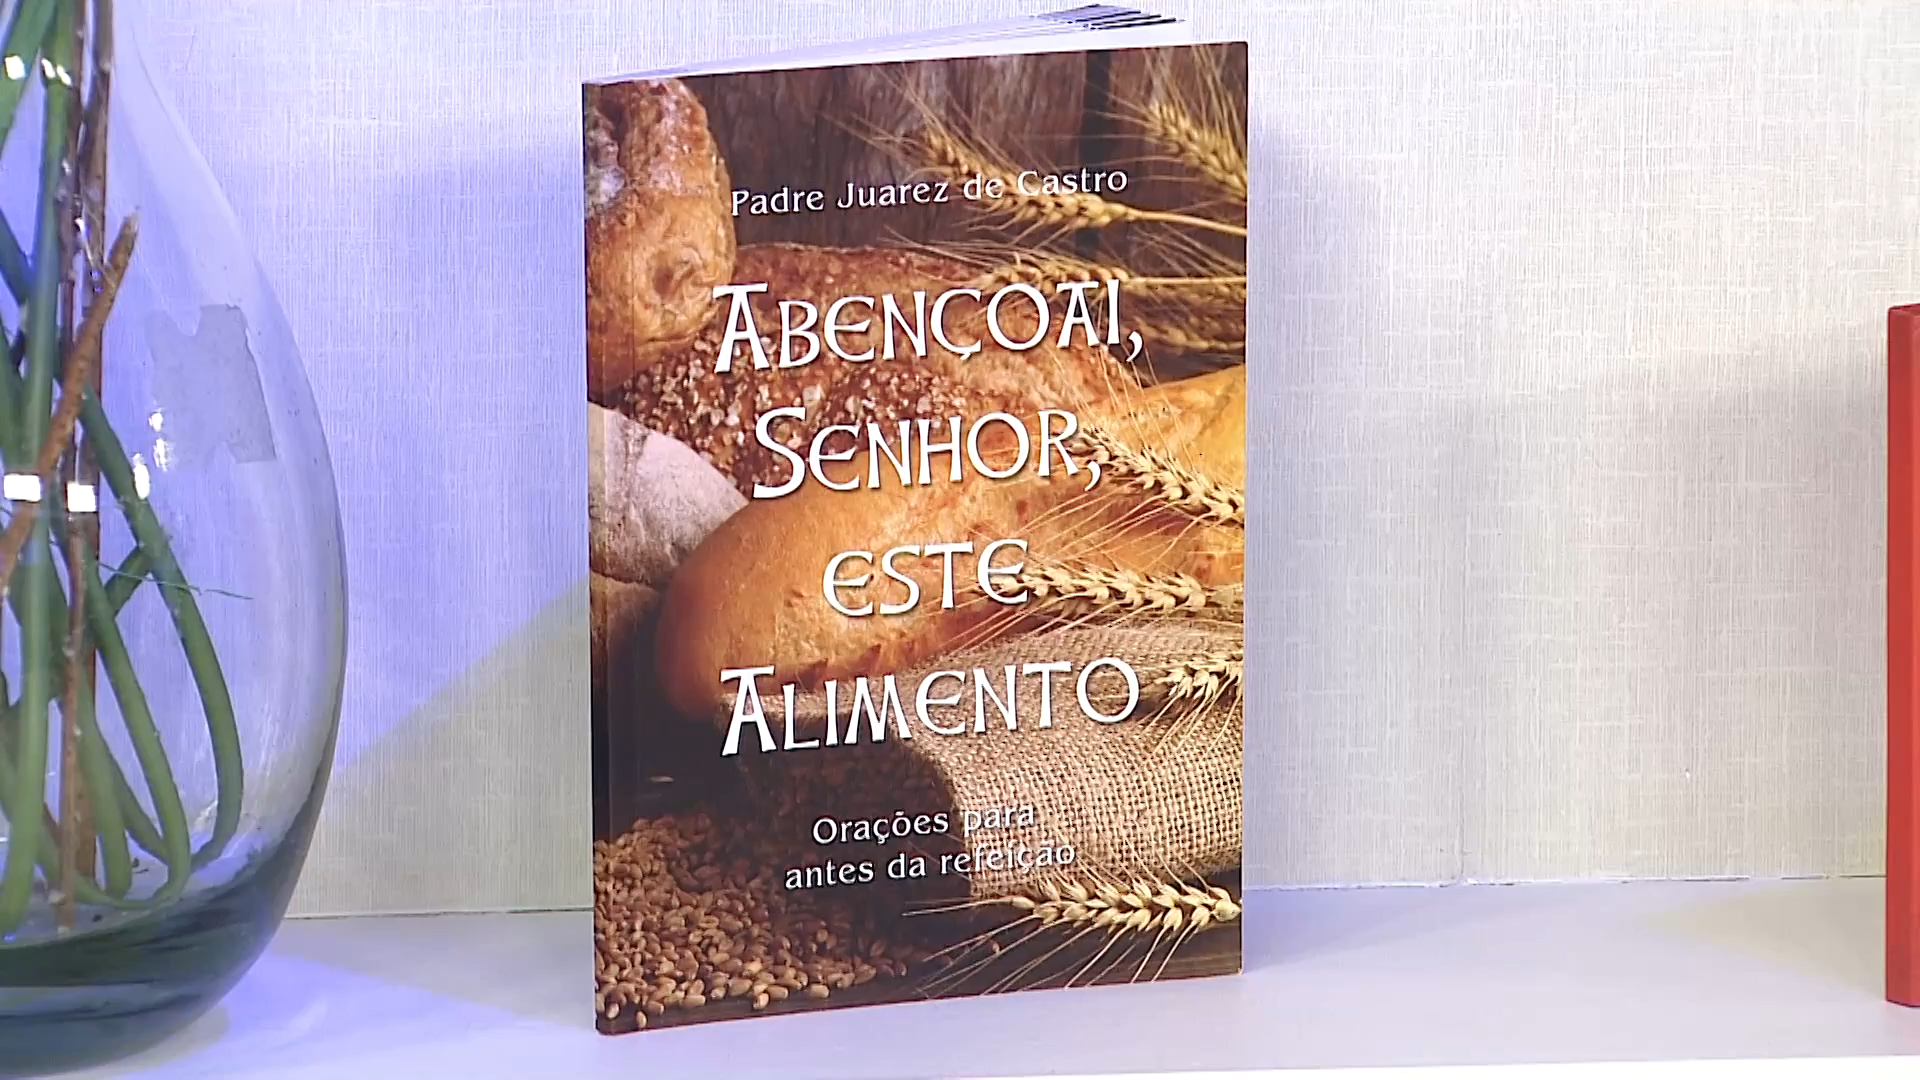 Padre Juarez de Castro
ABENÇOAI,
SENHOR,
ESTE
ALIMENTO
Orações para
antes da refeição